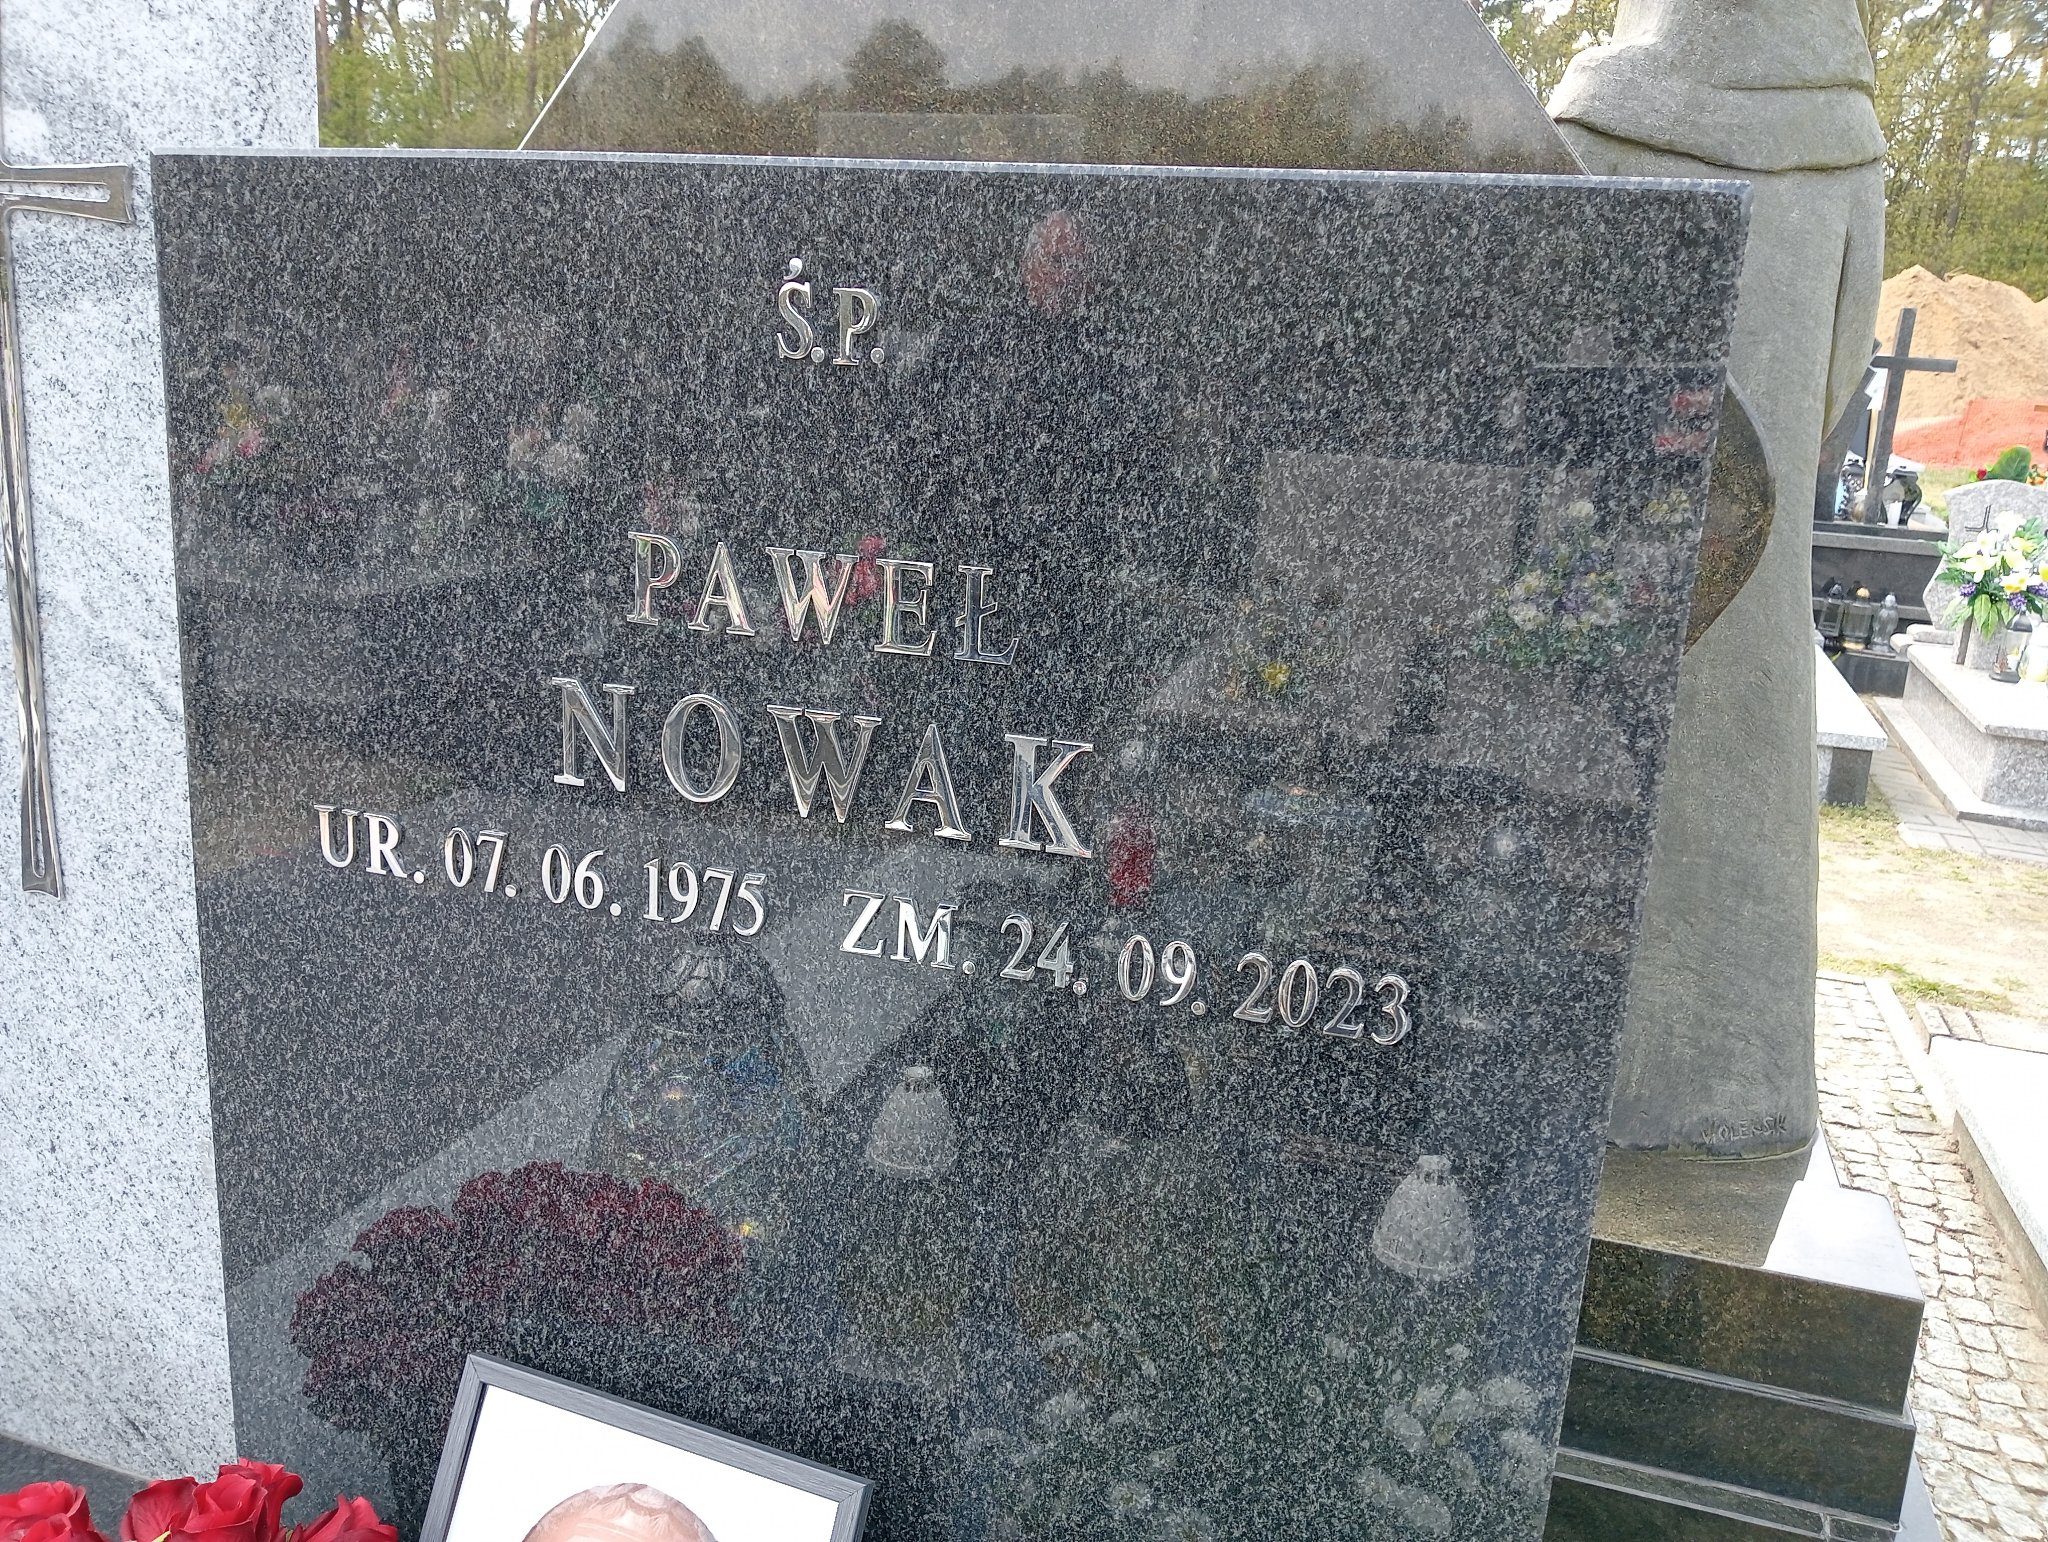 Ś.P.
PAWEŁ
NOWAK
UR. 07. 06. 1975 ZM. 24. 09. 2023